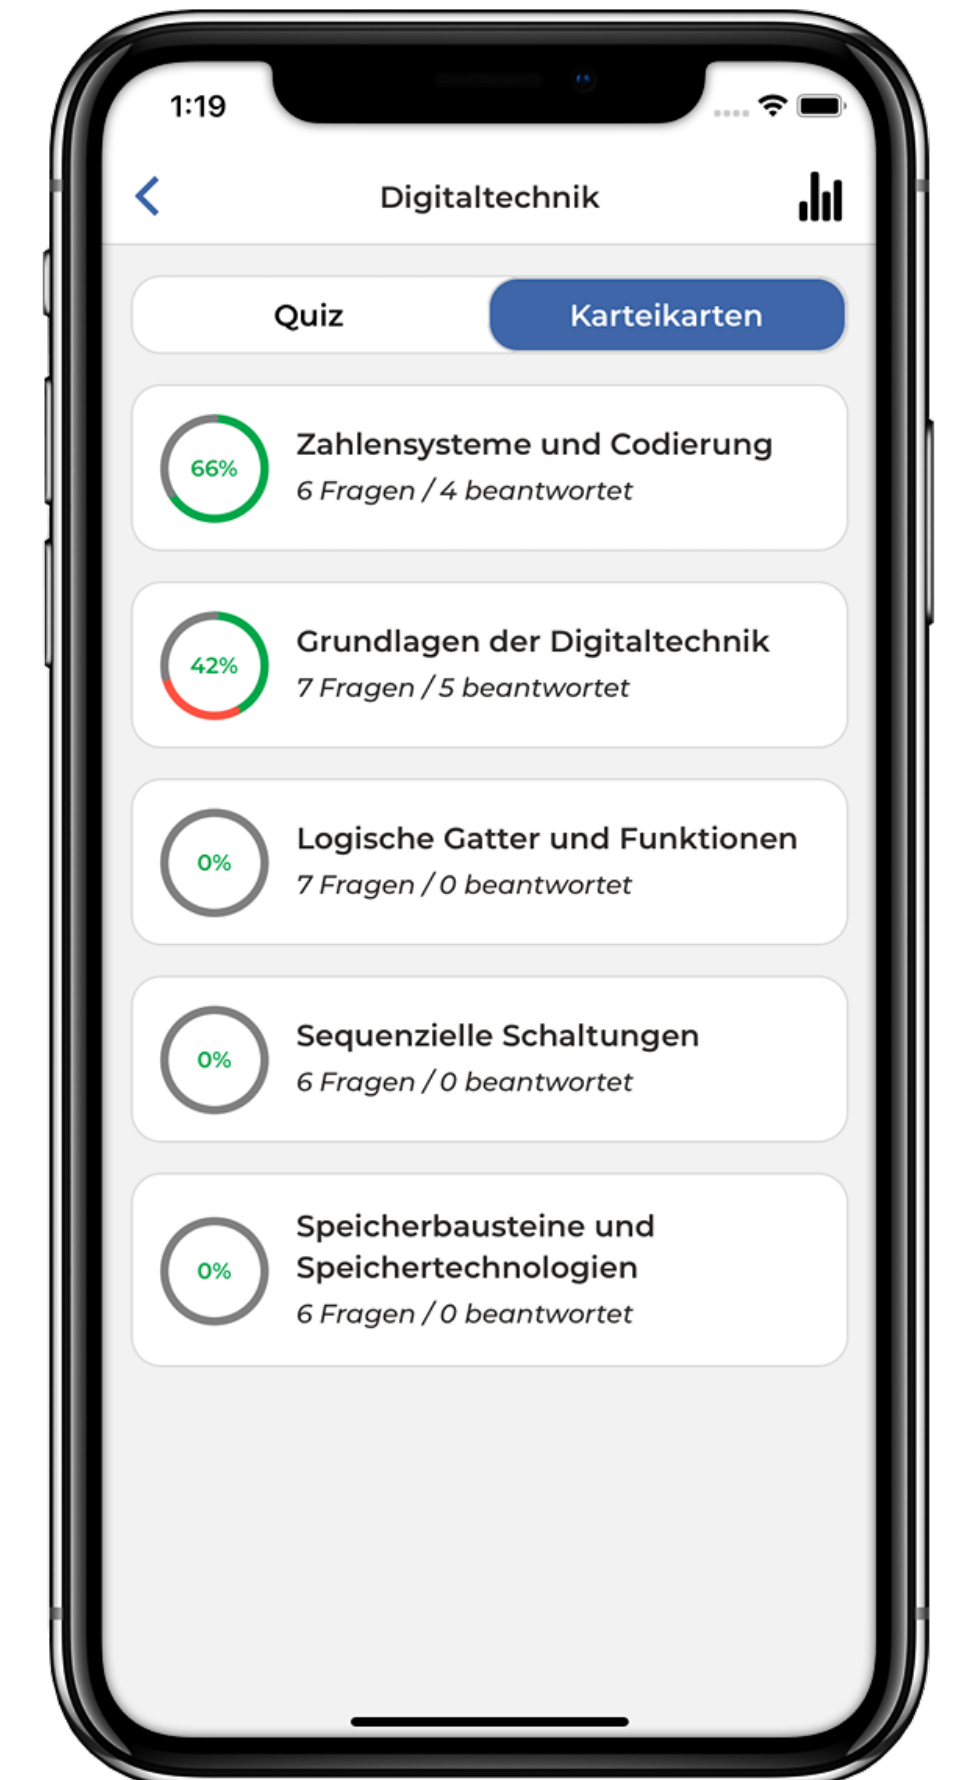 1:19
Digitaltechnik
Quiz
Karteikarten
66%
Zahlensysteme und Codierung
6 Fragen / 4 beantwortet
42%
Grundlagen der Digitaltechnik
7 Fragen / 5 beantwortet
0%
Logische Gatter und Funktionen
7 Fragen / 0 beantwortet
0%
Sequenzielle Schaltungen
6 Fragen / 0 beantwortet
0%
Speicherbausteine und
Speichertechnologien
6 Fragen / 0 beantwortet